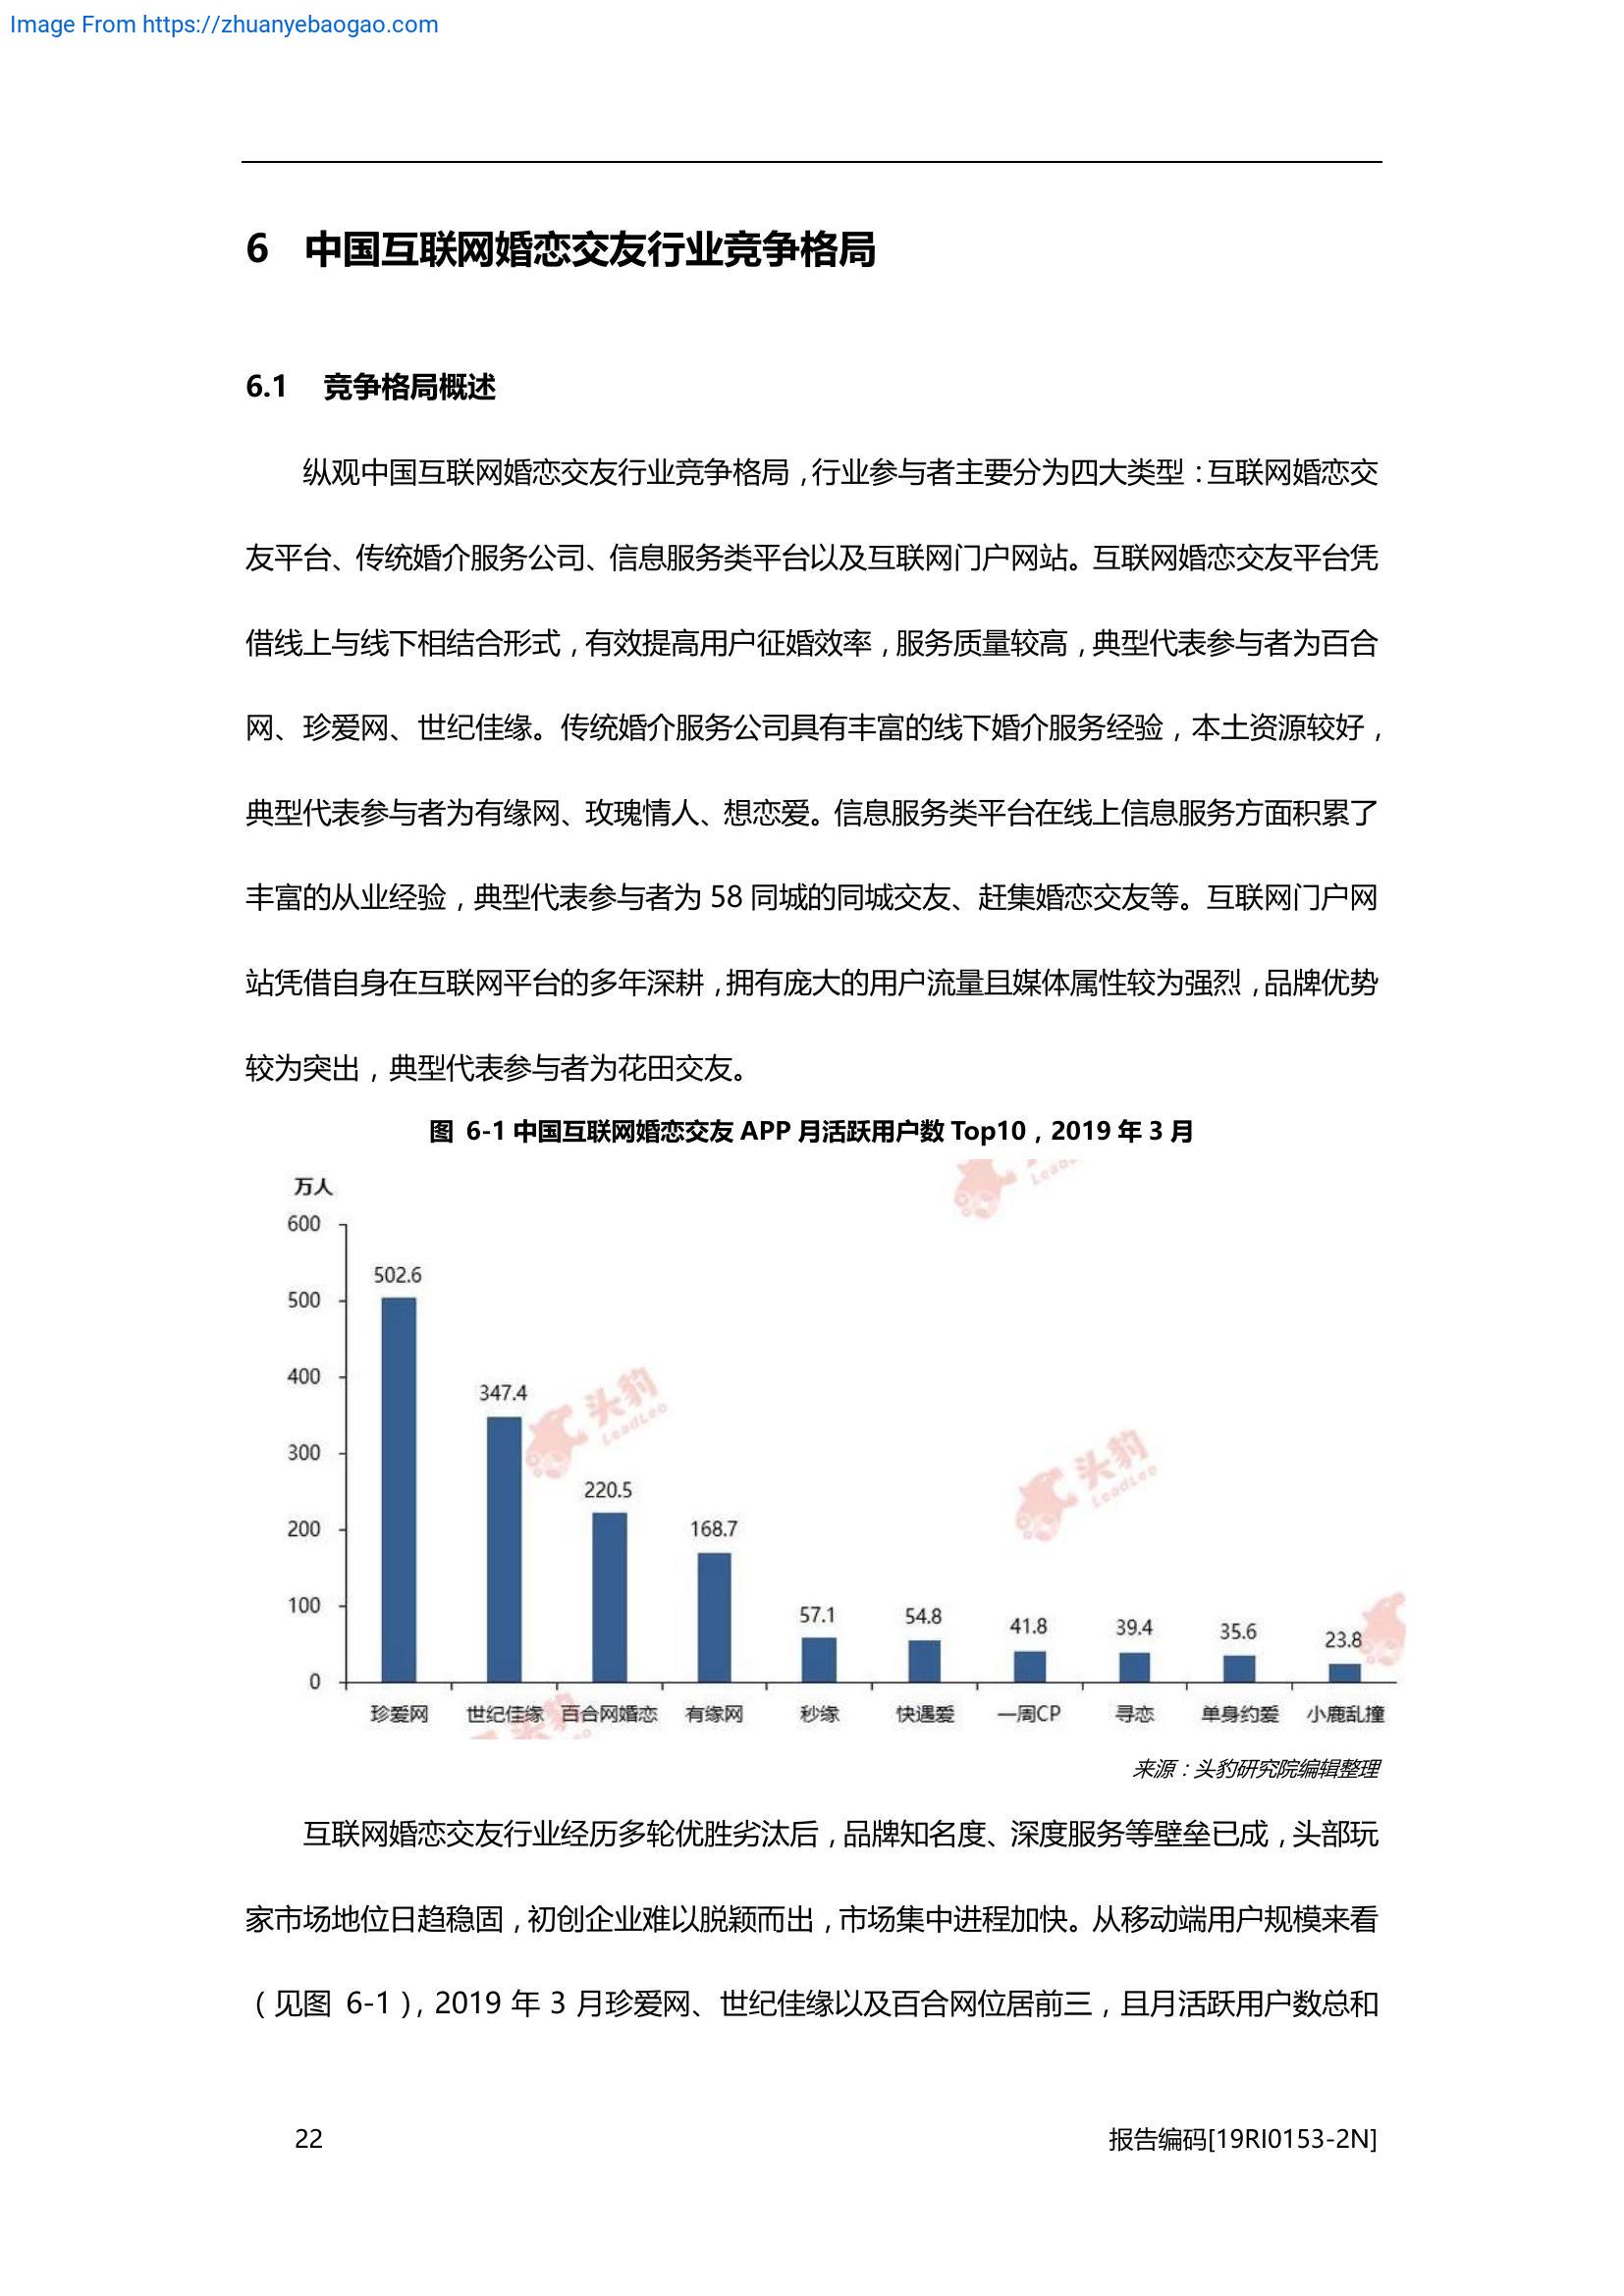 Image From https://zhuanyebaogao.com
6 中国互联网婚恋交友行业竞争格局
6.1 竞争格局概述
纵观中国互联网婚恋交友行业竞争格局，行业参与者主要分为四大类型：互联网婚恋交
友平台、传统婚介服务公司、信息服务类平台以及互联网门户网站。互联网婚恋交友平台凭
借线上与线下相结合形式，有效提高用户征婚效率，服务质量较高，典型代表参与者为百合
网、珍爱网、世纪佳缘。传统婚介服务公司具有丰富的线下婚介服务经验，本土资源较好，
典型代表参与者为有缘网、玫瑰情人、想恋爱。信息服务类平台在线上信息服务方面积累了
丰富的从业经验，典型代表参与者为 58 同城的同城交友、赶集婚恋交友等。互联网门户网
站凭借自身在互联网平台的多年深耕，拥有庞大的用户流量且媒体属性较为强烈，品牌优势
较为突出，典型代表参与者为花田交友。
图 6-1 中国互联网婚恋交友 APP 月活跃用户数 Top10，2019 年 3 月
万人
600
500
400
300
200
100
0
502.6
347.4
220.5
168.7
57.1
54.8
41.8
39.4
35.6
23.8
珍爱网 世纪佳缘 百合网婚恋 有缘网 秒缘 快遇爱 一周CP 寻恋 单身约爱 小鹿乱撞
头豹
LeadLeo
头豹
LeadLeo
来源：头豹研究院编辑整理
互联网婚恋交友行业经历多轮优胜劣汰后，品牌知名度、深度服务等壁垒已成，头部玩
家市场地位日趋稳固，初创企业难以脱颖而出，市场集中进程加快。从移动端用户规模来看
（见图 6-1），2019 年 3 月珍爱网、世纪佳缘以及百合网位居前三，且月活跃用户数总和
22
报告编码[19RI0153-2N]